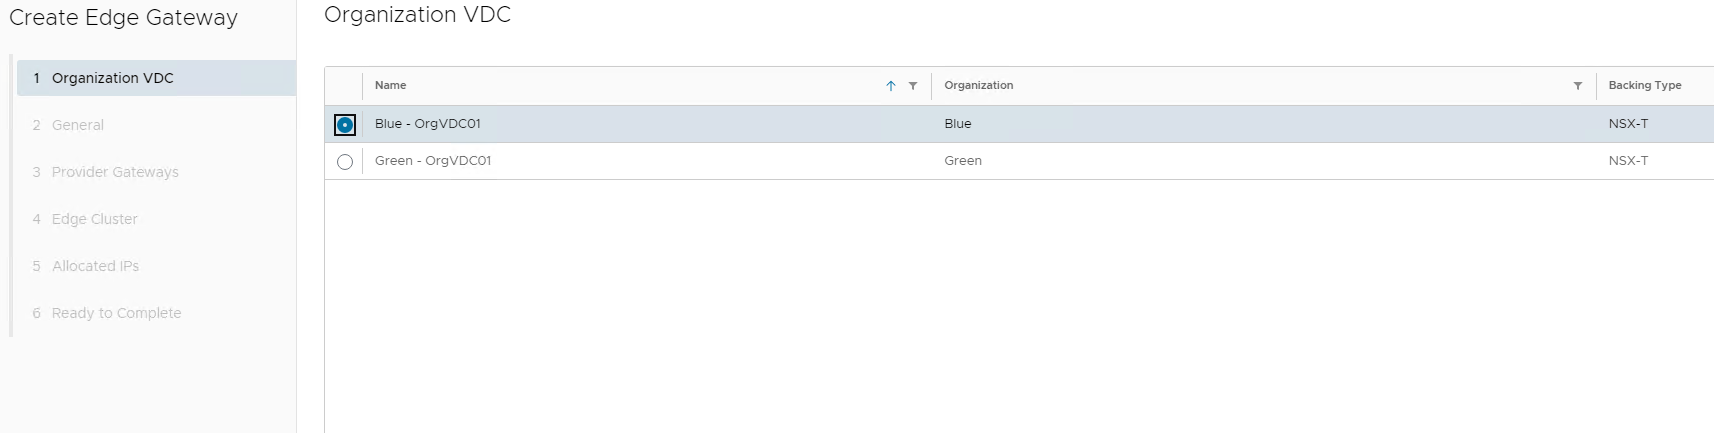 Create Edge Gateway
1 Organization VDC
2 General
3 Provider Gateways
4 Edge Cluster
5 Allocated IPs
6 Ready to Complete
Organization VDC
Name Organization Backing Type
Blue - OrgVDC01 Blue NSX-T
Green - OrgVDC01 Green NSX-T